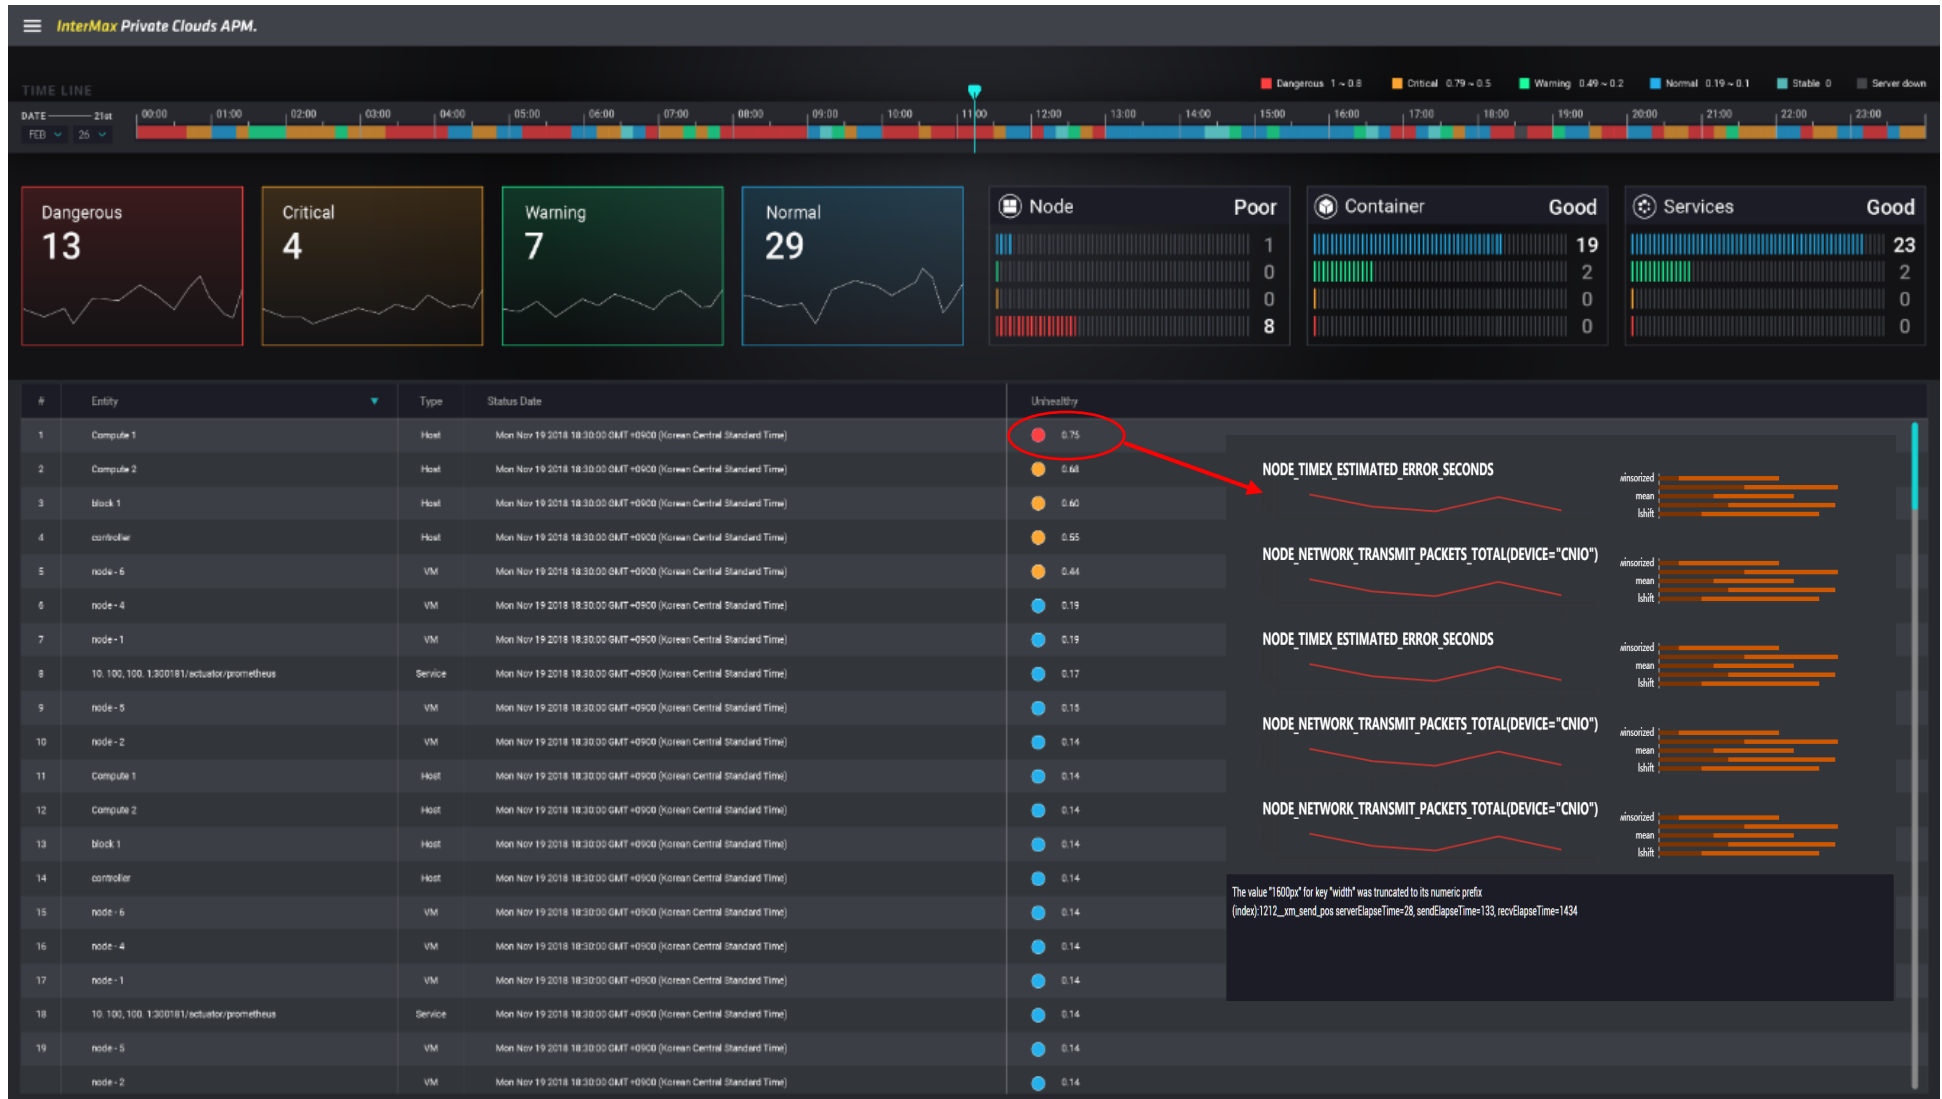 InterMax Private Clouds APM.
TIME LINE
Dangerous 1 ~ 0.8 Critical 0.79 ~ 0.5 Warning 0.49 ~ 0.2 Normal 0.19 ~ 0.1 Stable 0 Server down
DATE 21st 00:00 01:00 02:00 03:00 04:00 05:00 06:00 07:00 08:00 09:00 10:00 11:00 12:00 13:00 14:00 15:00 16:00 17:00 18:00 19:00 20:00 21:00 22:00 23:00
FEB 26
Dangerous
13
Critical
4
Warning
7
Normal
29
Node Poor
1
0
0
8
Container Good
19
2
0
0
Services Good
23
2
0
0
# Entity Type Status Date Unhealthy
1 Compute 1 Host Mon Nov 19 2018 18:30:00 GMT +0900 (Korean Central Standard Time) 0.75
2 Compute 2 Host Mon Nov 19 2018 18:30:00 GMT +0900 (Korean Central Standard Time) 0.68
3 block 1 Host Mon Nov 19 2018 18:30:00 GMT +0900 (Korean Central Standard Time) 0.60
4 controller Host Mon Nov 19 2018 18:30:00 GMT +0900 (Korean Central Standard Time) 0.55
5 node - 6 VM Mon Nov 19 2018 18:30:00 GMT +0900 (Korean Central Standard Time) 0.44
6 node - 4 VM Mon Nov 19 2018 18:30:00 GMT +0900 (Korean Central Standard Time) 0.19
7 node - 1 VM Mon Nov 19 2018 18:30:00 GMT +0900 (Korean Central Standard Time) 0.19
8 10. 100, 100. 1:300181/actuator/prometheus Service Mon Nov 19 2018 18:30:00 GMT +0900 (Korean Central Standard Time) 0.17
9 node - 5 VM Mon Nov 19 2018 18:30:00 GMT +0900 (Korean Central Standard Time) 0.15
10 node - 2 VM Mon Nov 19 2018 18:30:00 GMT +0900 (Korean Central Standard Time) 0.14
11 Compute 1 Host Mon Nov 19 2018 18:30:00 GMT +0900 (Korean Central Standard Time) 0.14
12 Compute 2 Host Mon Nov 19 2018 18:30:00 GMT +0900 (Korean Central Standard Time) 0.14
13 block 1 Host Mon Nov 19 2018 18:30:00 GMT +0900 (Korean Central Standard Time) 0.14
14 controller Host Mon Nov 19 2018 18:30:00 GMT +0900 (Korean Central Standard Time) 0.14
15 node - 6 VM Mon Nov 19 2018 18:30:00 GMT +0900 (Korean Central Standard Time) 0.14
16 node - 4 VM Mon Nov 19 2018 18:30:00 GMT +0900 (Korean Central Standard Time) 0.14
17 node - 1 VM Mon Nov 19 2018 18:30:00 GMT +0900 (Korean Central Standard Time) 0.14
18 10. 100, 100. 1:300181/actuator/prometheus Service Mon Nov 19 2018 18:30:00 GMT +0900 (Korean Central Standard Time) 0.14
19 node - 5 VM Mon Nov 19 2018 18:30:00 GMT +0900 (Korean Central Standard Time) 0.14
node - 2 VM Mon Nov 19 2018 18:30:00 GMT +0900 (Korean Central Standard Time) 0.14
NODE_TIMEX_ESTIMATED_ERROR_SECONDS
winsorized
mean
lshift
NODE_NETWORK_TRANSMIT_PACKETS_TOTAL(DEVICE="CNIO")
winsorized
mean
lshift
NODE_TIMEX_ESTIMATED_ERROR_SECONDS
winsorized
mean
lshift
NODE_NETWORK_TRANSMIT_PACKETS_TOTAL(DEVICE="CNIO")
winsorized
mean
lshift
NODE_NETWORK_TRANSMIT_PACKETS_TOTAL(DEVICE="CNIO")
winsorized
mean
lshift
The value "1600px" for key "width" was truncated to its numeric prefix
(index):1212__xm_send_pos serverElapseTime=28, sendElapseTime=133, recvElapseTime=1434